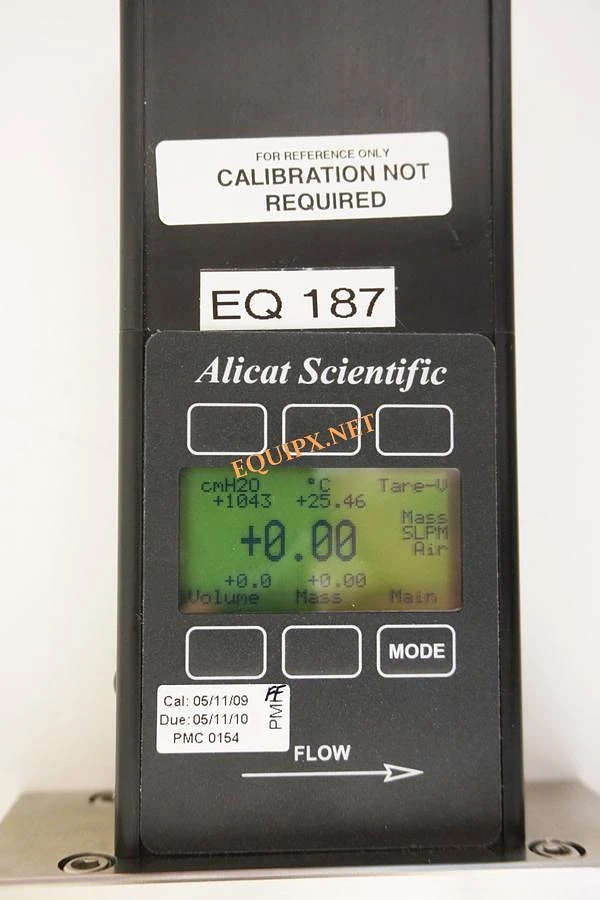 FOR REFERENCE ONLY
CALIBRATION NOT
REQUIRED
EQ 187
Alicat Scientific
EQUIPX.NET
cmH2O °C Tare-V
+1043 +25.46
Mass
+0.00 SLPM
Air
+0.0 +0.00
Volume Mass Main
MODE
Cal: 05/11/09
Due: 05/11/10
PMC 0154
PM
FLOW